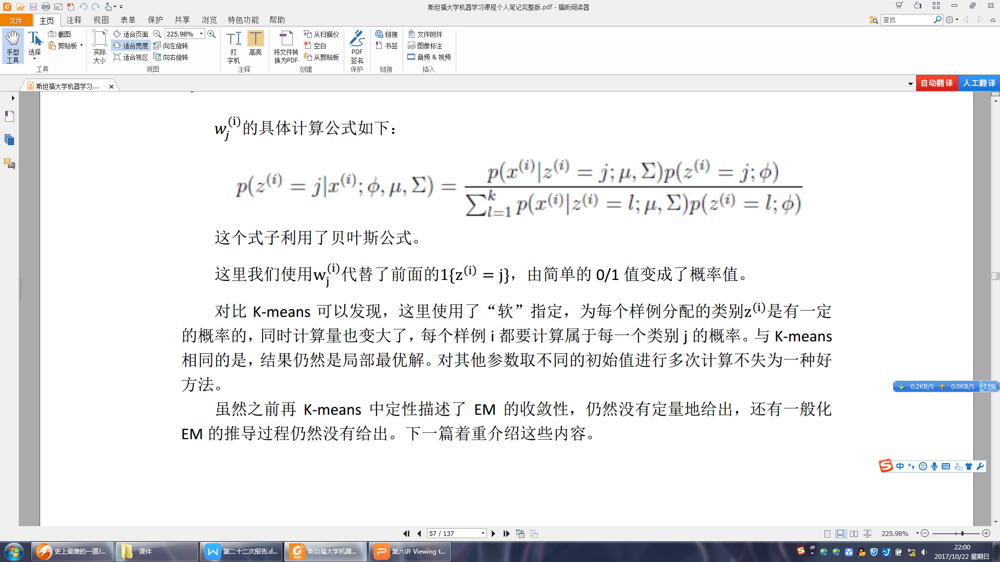 斯坦福大学机器学习课程个人笔记完整版.pdf - 福昕阅读器
文件 主页 注释 视图 表单 保护 共享 浏览 特色功能 帮助
查找
手型工具
选择
截图
剪贴板
工具
实际大小
适合页面
适合宽度
适合视区
225.98%
向左旋转
向右旋转
视图
打字机
高亮
注释
将文件转换为PDF
从扫描仪
空白
从剪贴板
创建
PDF签名
保护
链接
书签
链接
文件附件
图像标注
音频 & 视频
插入
斯坦福大学机器学习...
自动翻译 人工翻译
w_j^{(i)}的具体计算公式如下：
p(z^{(i)} = j|x^{(i)}; ϕ, μ, Σ) = \frac{p(x^{(i)}|z^{(i)} = j; μ, Σ)p(z^{(i)} = j; ϕ)}{\sum_{l=1}^{k} p(x^{(i)}|z^{(i)} = l; μ, Σ)p(z^{(i)} = l; ϕ)}
这个式子利用了贝叶斯公式。
这里我们使用w_j^{(i)}代替了前面的1{z^{(i)} = j}，由简单的 0/1 值变成了概率值。
对比 K-means 可以发现，这里使用了“软”指定，为每个样例分配的类别z^{(i)}是有一定
的概率的，同时计算量也变大了，每个样例 i 都要计算属于每一个类别 j 的概率。与 K-means
相同的是，结果仍然是局部最优解。对其他参数取不同的初始值进行多次计算不失为一种好
方法。
虽然之前再 K-means 中定性描述了 EM 的收敛性，仍然没有定量地给出，还有一般化
EM 的推导过程仍然没有给出。下一篇着重介绍这些内容。
0.2KB/S 0.0KB/S 13%
中
57 / 137
225.98%
史上最难的一道J...
课件
第二十二次报告.d...
斯坦福大学机器...
第六讲 Viewing t...
22:00
2017/10/22 星期日